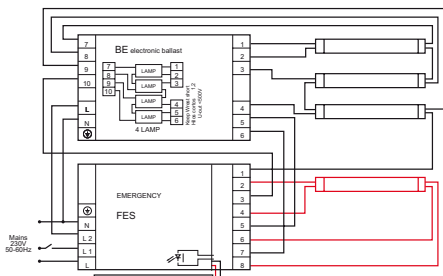 BE electronic ballast
7
8
9
10
L
N
1
2
3
4
5
6
7
8
9
10
LAMP
LAMP
LAMP
LAMP
1
2
3
4
5
6
4 LAMP
Keep Wires short
1,2
U-out <500V
EMERGENCY
FES
N
L 2
L 1
L
1
2
3
4
5
6
7
8
Mains
230V
50-60Hz